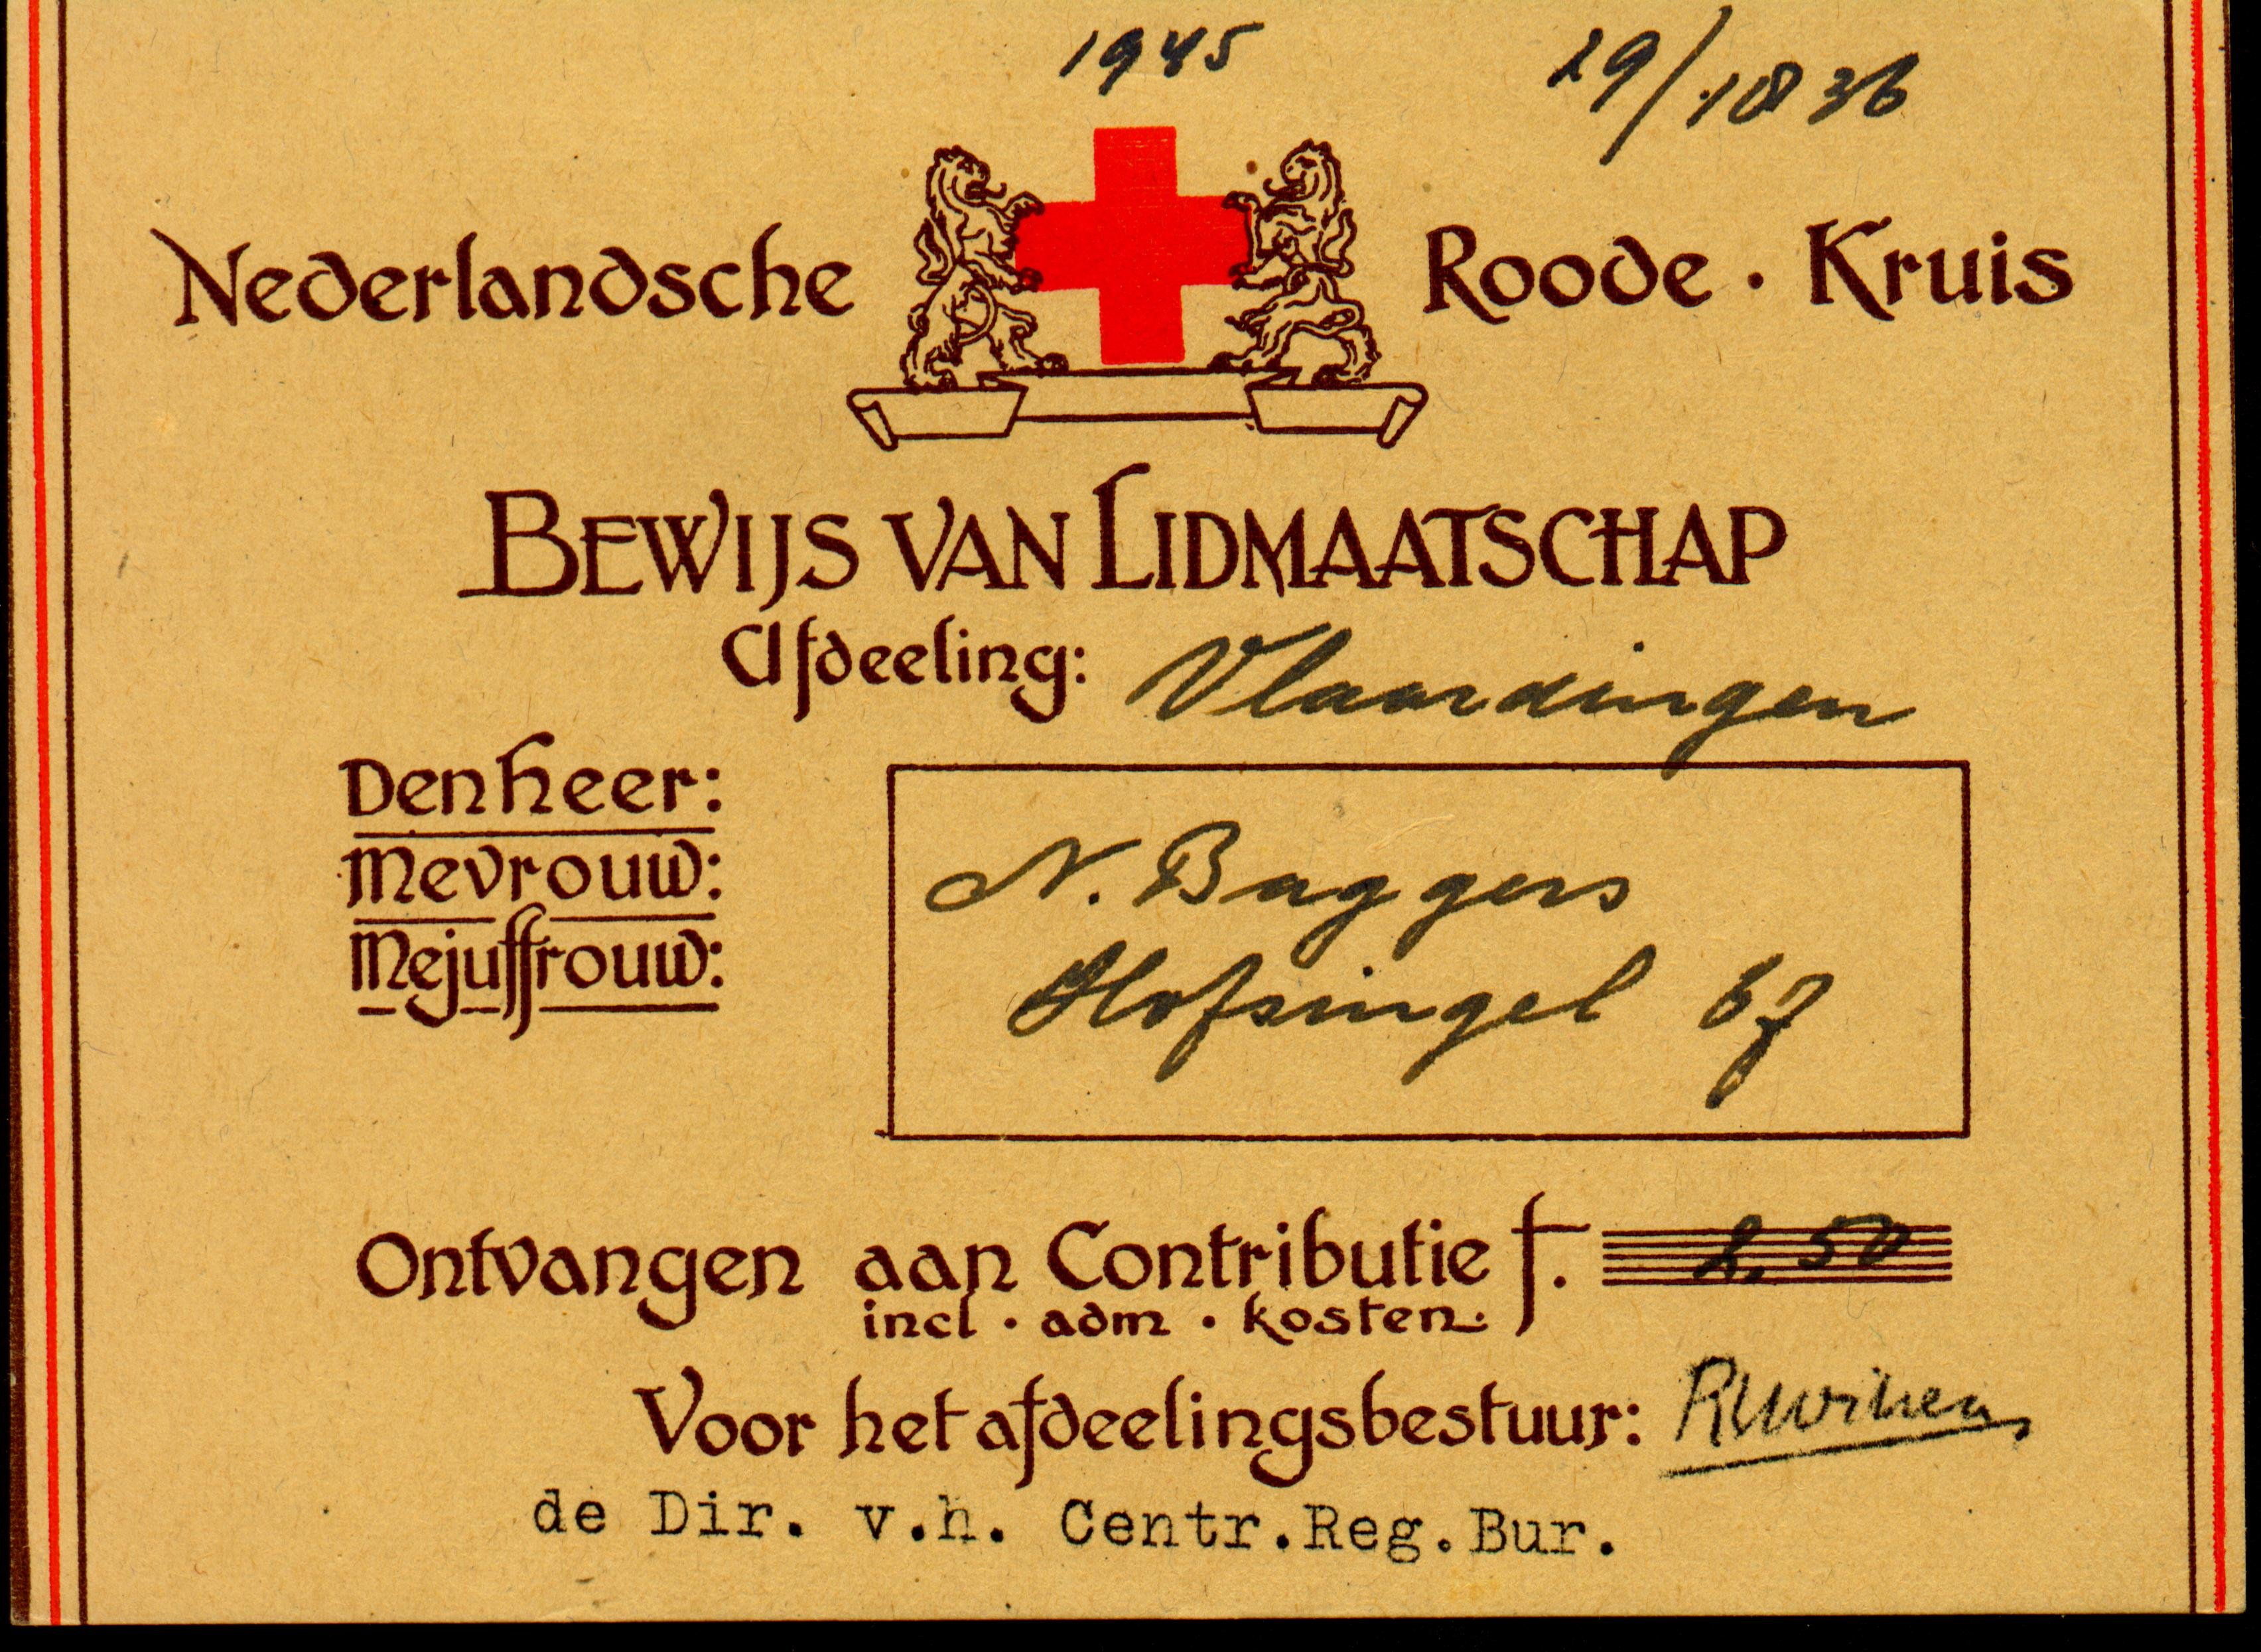 1945 29/1836
Nederlandsche Roode · Kruis
BEWIJS VAN LIDMAATSCHAP
Afdeeling: Vlaardingen
Den heer:
Mevrouw:
Mejuffrouw:
N. Baggers
Hofsingel 67
Ontvangen aan Contributie f. 2.50
incl · adm · kosten.
Voor het afdeelingsbestuur:
de Dir. v.h. Centr.Reg.Bur.